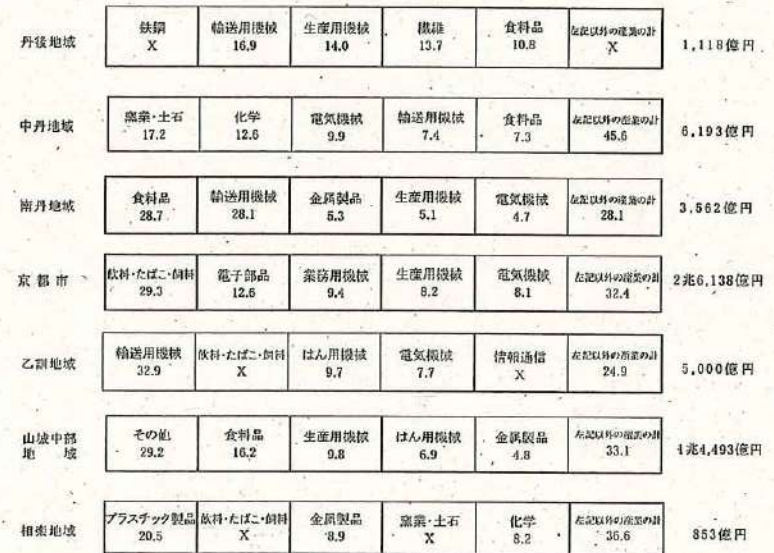 鉄鋼 輸送用機械 生産用機械 繊維 食料品 左記以外の産業の計
丹後地域 X 16.9 14.0 13.7 10.8 X 1,118億円
窯業・土石 化学 電気機械 輸送用機械 食料品 左記以外の産業の計
中丹地域 17.2 12.6 9.9 7.4 7.3 45.6 6,193億円
食料品 輸送用機械 金属製品 生産用機械 電気機械 左記以外の産業の計
南丹地域 28.7 28.1 5.3 5.1 4.7 28.1 3,562億円
飲料・たばこ・飼料 電子部品 業務用機械 生産用機械 電気機械 左記以外の産業の計
京都市 29.3 12.6 9.4 8.2 8.1 32.4 2兆6,138億円
輸送用機械 飲料・たばこ・飼料 はん用機械 電気機械 情報通信 左記以外の産業の計
乙訓地域 32.9 X 9.7 7.7 X 24.9 5,000億円
その他 食料品 生産用機械 はん用機械 金属製品 左記以外の産業の計
山城中部
地域 29.2 16.2 9.8 6.9 4.8 33.1 1兆4,493億円
プラスチック製品 飲料・たばこ・飼料 金属製品 窯業・土石 化学 左記以外の産業の計
相楽地域 20.5 X 8.9 X 8.2 36.6 853億円